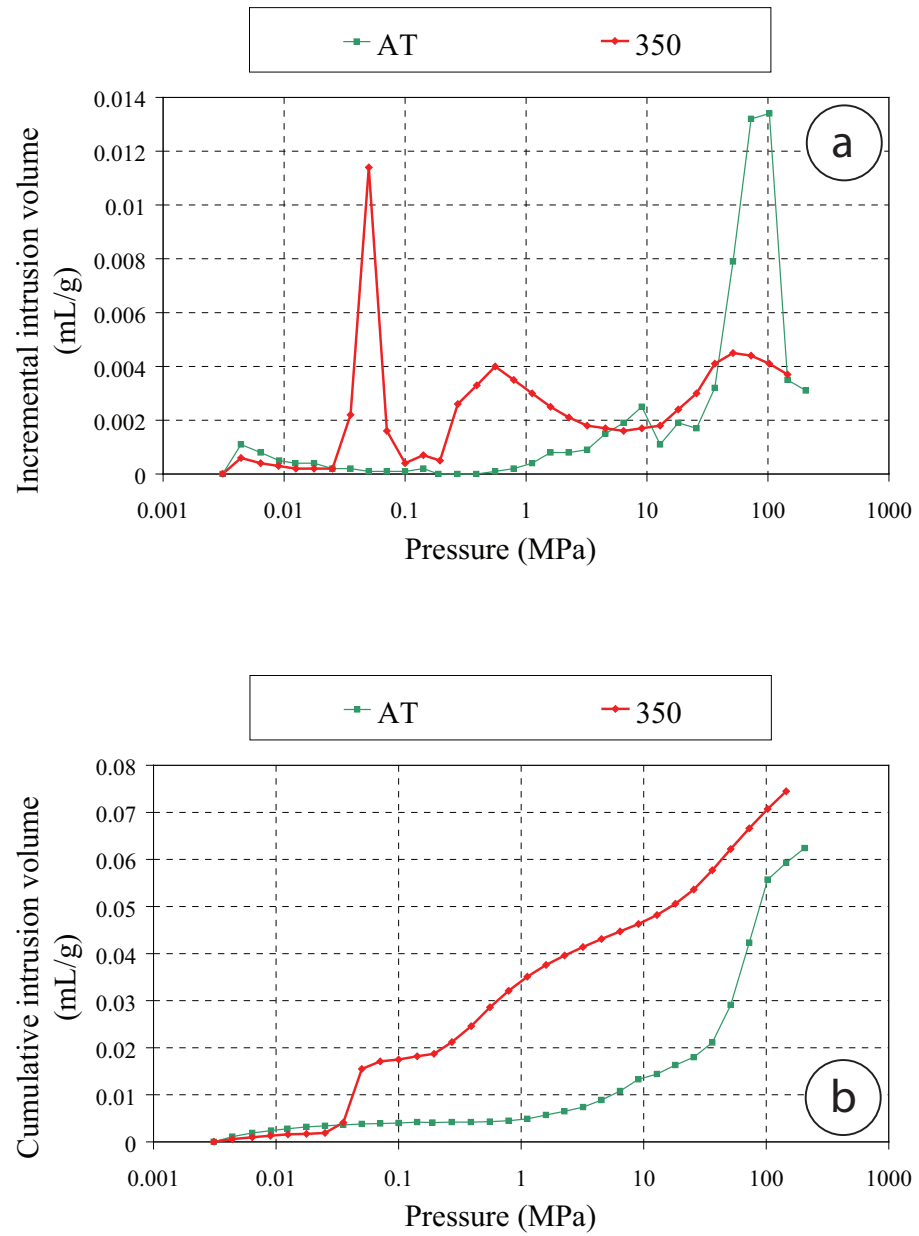 AT 350
0.014
0.012
0.01
0.008
0.006
0.004
0.002
0
Incremental intrusion volume
(mL/g)
a
0.001 0.01 0.1 1 10 100 1000
Pressure (MPa)
AT 350
0.08
0.07
0.06
0.05
0.04
0.03
0.02
0.01
0
Cumulative intrusion volume
(mL/g)
b
0.001 0.01 0.1 1 10 100 1000
Pressure (MPa)